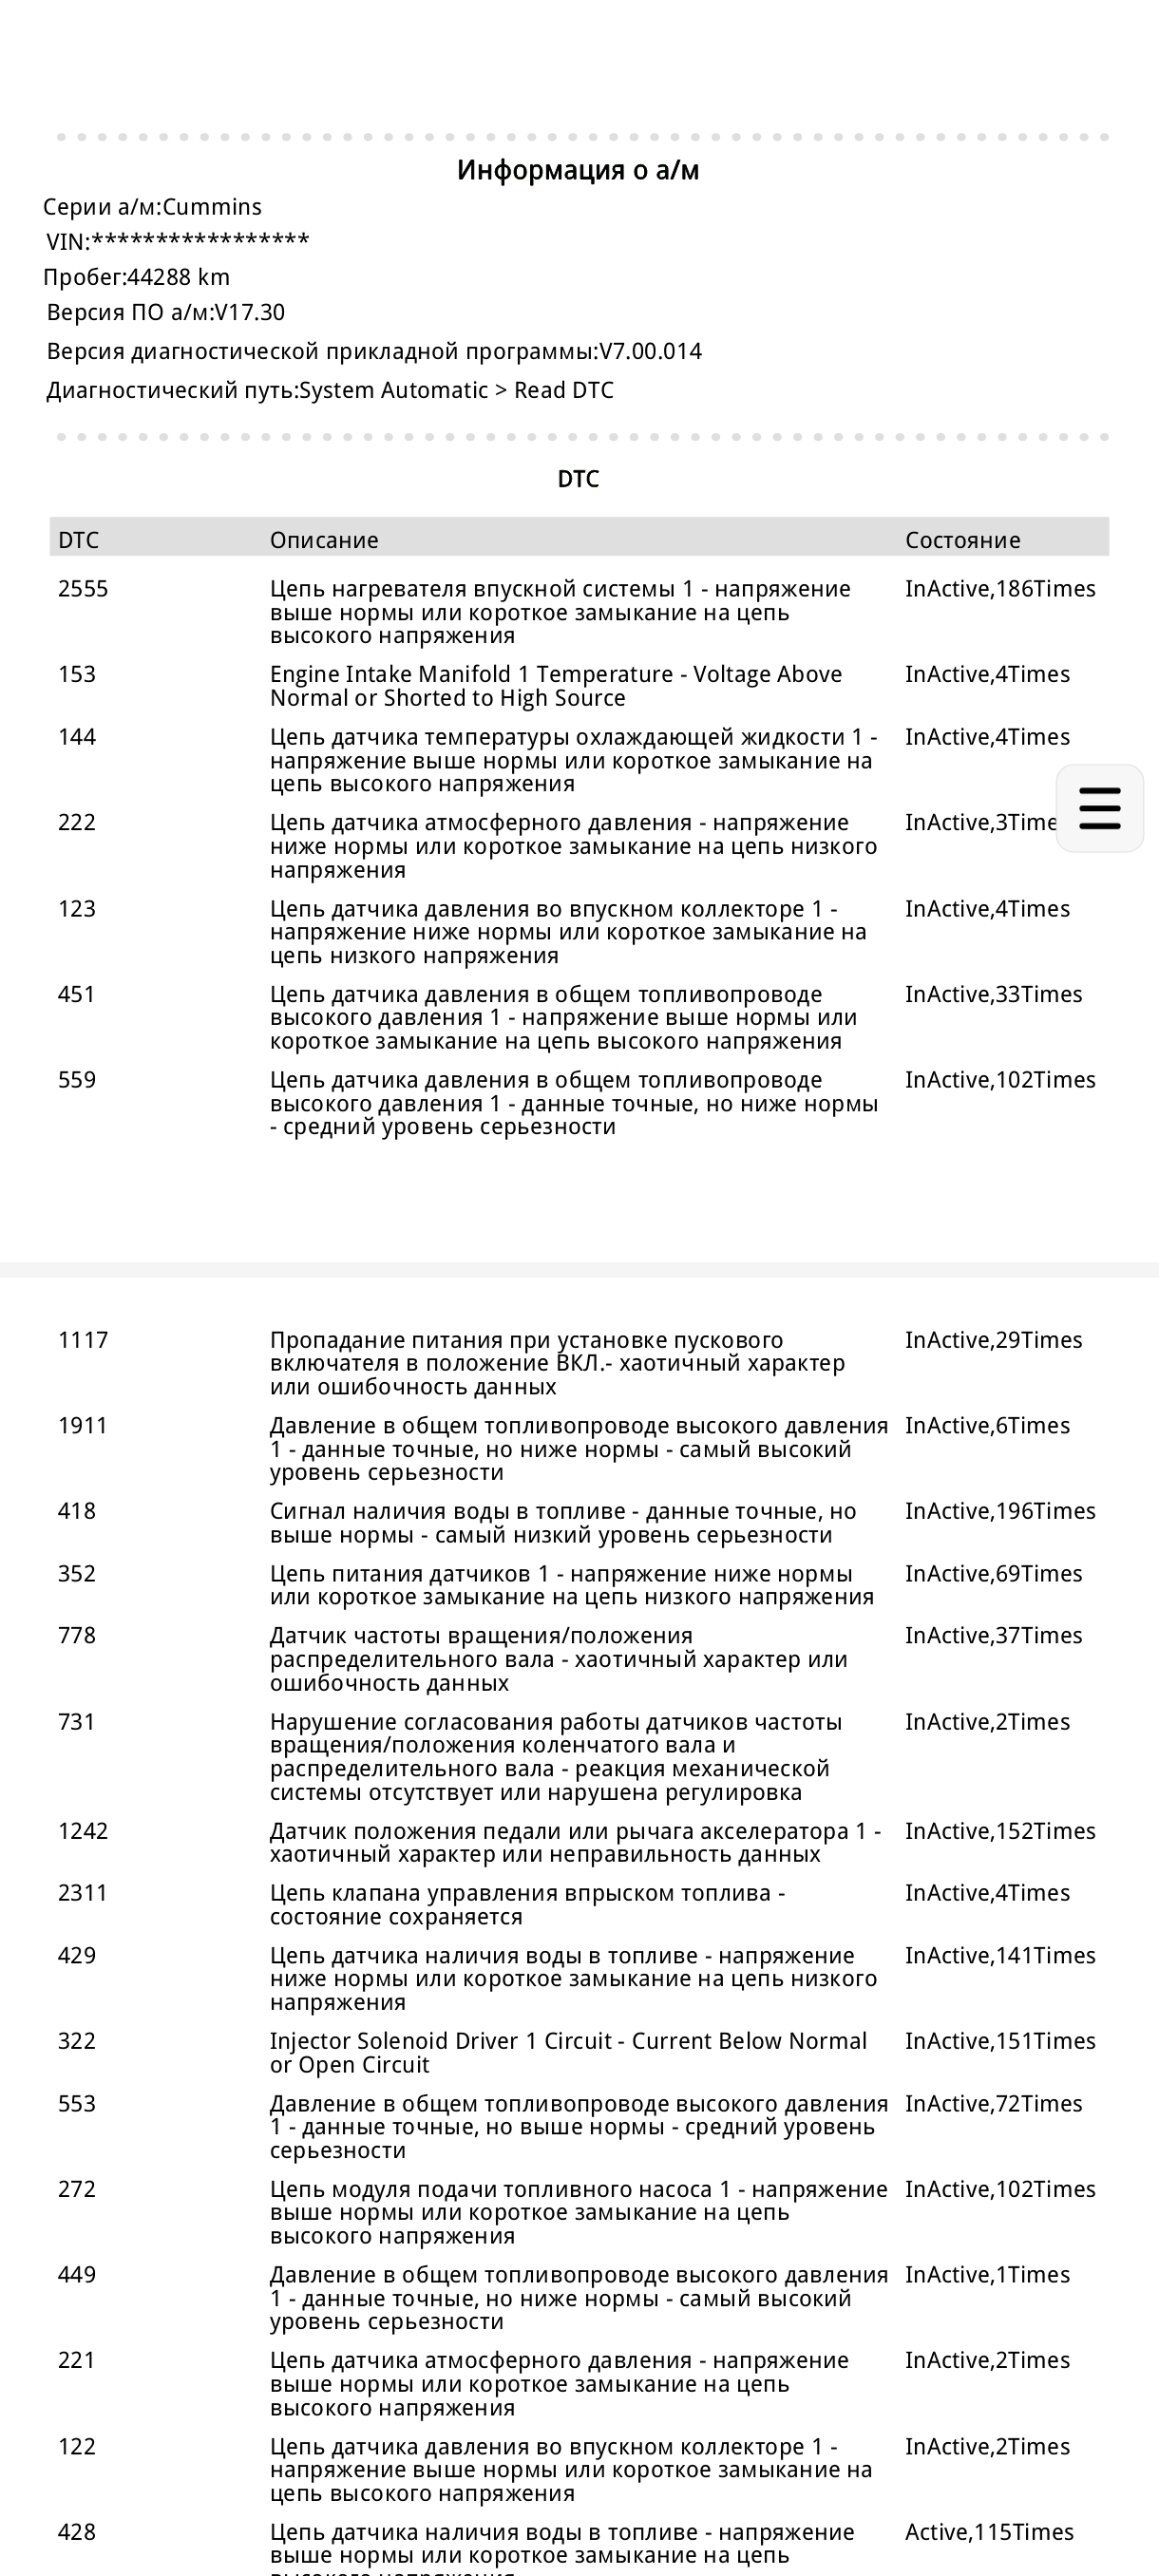 Информация о а/м
Серии а/м:Cummins
VIN:*****************
Пробег:44288 km
Версия ПО а/м:V17.30
Версия диагностической прикладной программы:V7.00.014
Диагностический путь:System Automatic > Read DTC
DTC
DTC Описание Состояние
2555 Цепь нагревателя впускной системы 1 - напряжение InActive,186Times
выше нормы или короткое замыкание на цепь
высокого напряжения
153 Engine Intake Manifold 1 Temperature - Voltage Above InActive,4Times
Normal or Shorted to High Source
144 Цепь датчика температуры охлаждающей жидкости 1 - InActive,4Times
напряжение выше нормы или короткое замыкание на
цепь высокого напряжения
222 Цепь датчика атмосферного давления - напряжение InActive,3Time
ниже нормы или короткое замыкание на цепь низкого
напряжения
123 Цепь датчика давления во впускном коллекторе 1 - InActive,4Times
напряжение ниже нормы или короткое замыкание на
цепь низкого напряжения
451 Цепь датчика давления в общем топливопроводе InActive,33Times
высокого давления 1 - напряжение выше нормы или
короткое замыкание на цепь высокого напряжения
559 Цепь датчика давления в общем топливопроводе InActive,102Times
высокого давления 1 - данные точные, но ниже нормы
- средний уровень серьезности
1117 Пропадание питания при установке пускового InActive,29Times
включателя в положение ВКЛ.- хаотичный характер
или ошибочность данных
1911 Давление в общем топливопроводе высокого давления InActive,6Times
1 - данные точные, но ниже нормы - самый высокий
уровень серьезности
418 Сигнал наличия воды в топливе - данные точные, но InActive,196Times
выше нормы - самый низкий уровень серьезности
352 Цепь питания датчиков 1 - напряжение ниже нормы InActive,69Times
или короткое замыкание на цепь низкого напряжения
778 Датчик частоты вращения/положения InActive,37Times
распределительного вала - хаотичный характер или
ошибочность данных
731 Нарушение согласования работы датчиков частоты InActive,2Times
вращения/положения коленчатого вала и
распределительного вала - реакция механической
системы отсутствует или нарушена регулировка
1242 Датчик положения педали или рычага акселератора 1 - InActive,152Times
хаотичный характер или неправильность данных
2311 Цепь клапана управления впрыском топлива - InActive,4Times
состояние сохраняется
429 Цепь датчика наличия воды в топливе - напряжение InActive,141Times
ниже нормы или короткое замыкание на цепь низкого
напряжения
322 Injector Solenoid Driver 1 Circuit - Current Below Normal InActive,151Times
or Open Circuit
553 Давление в общем топливопроводе высокого давления InActive,72Times
1 - данные точные, но выше нормы - средний уровень
серьезности
272 Цепь модуля подачи топливного насоса 1 - напряжение InActive,102Times
выше нормы или короткое замыкание на цепь
высокого напряжения
449 Давление в общем топливопроводе высокого давления InActive,1Times
1 - данные точные, но ниже нормы - самый высокий
уровень серьезности
221 Цепь датчика атмосферного давления - напряжение InActive,2Times
выше нормы или короткое замыкание на цепь
высокого напряжения
122 Цепь датчика давления во впускном коллекторе 1 - InActive,2Times
напряжение выше нормы или короткое замыкание на
цепь высокого напряжения
428 Цепь датчика наличия воды в топливе - напряжение Active,115Times
выше нормы или короткое замыкание на цепь